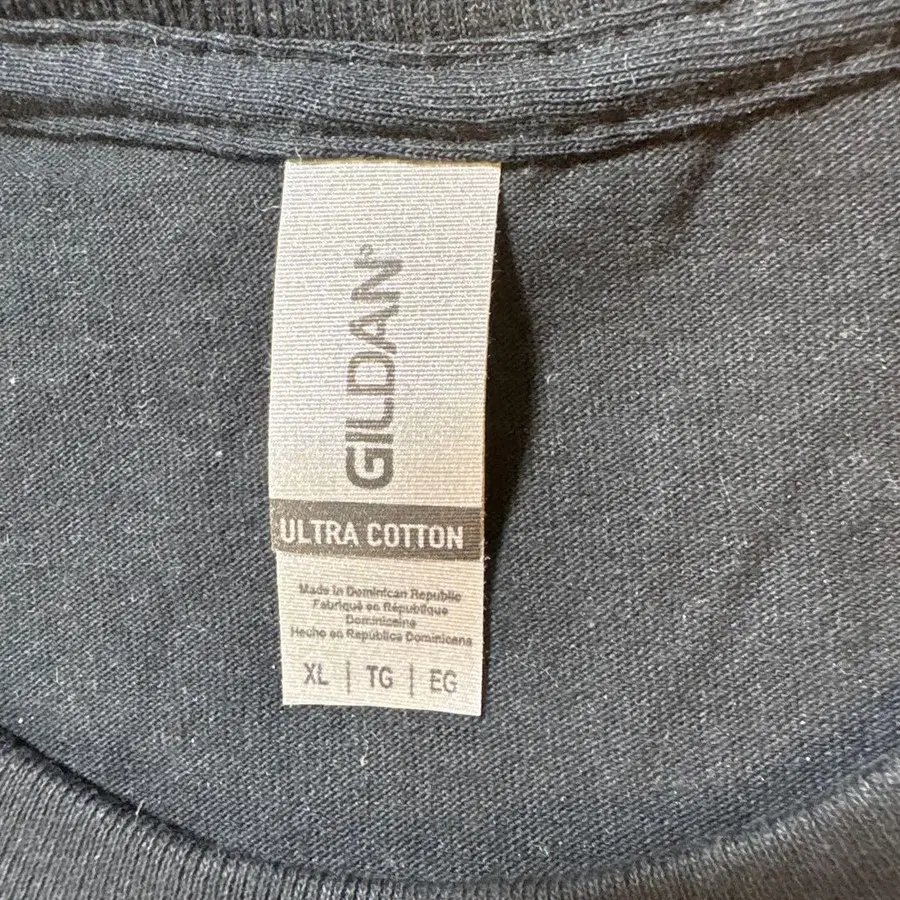 GILDAN®
ULTRA COTTON
Made in Dominican Republic
Fabriqué en République
Dominicaine
Hecho en República Dominicana
XL | TG | EG